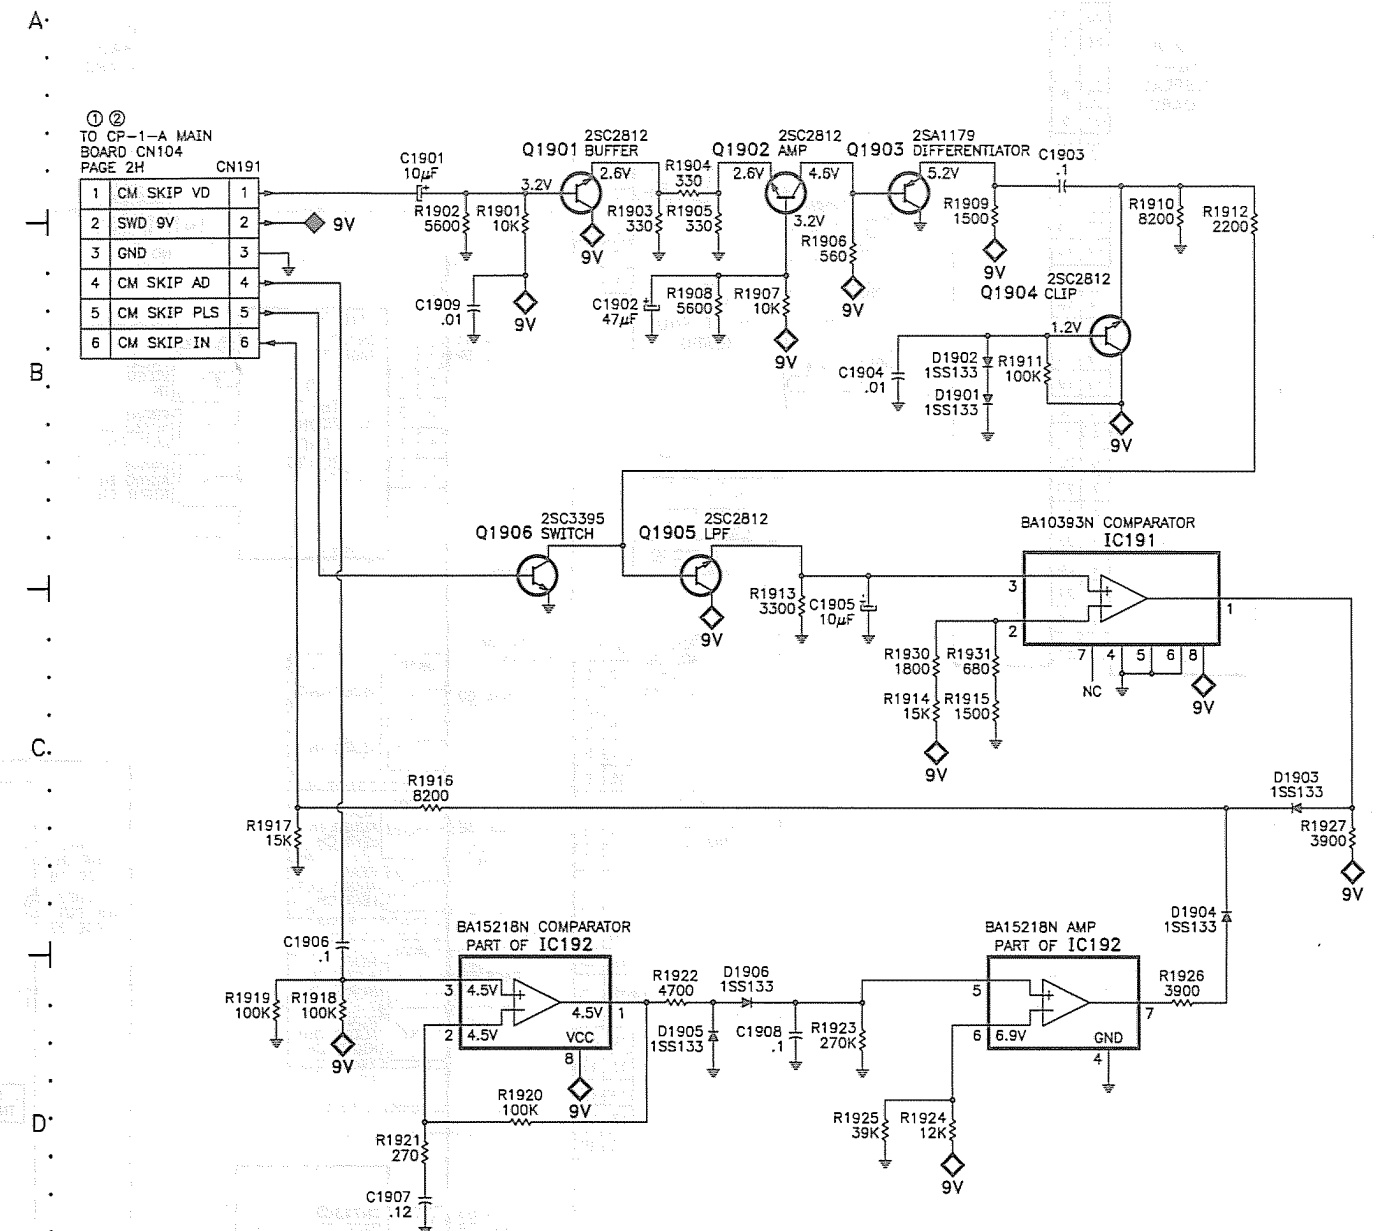 A
① ②
TO CP-1-A MAIN
BOARD CN104
PAGE 2H CN191
1 CM SKIP VD 1
2 SWD 9V 2
3 GND 3
4 CM SKIP AD 4
5 CM SKIP PLS 5
6 CM SKIP IN 6
9V
C1901
10μF
R1902
5600
R1901
10K
C1909
.01
9V
3.2V
Q1901
2SC2812
BUFFER
2.6V
9V
R1903
330
R1904
330
R1905
330
Q1902
2SC2812
AMP
2.6V
4.6V
3.2V
C1902
47μF
R1908
5600
R1907
10K
9V
R1906
560
9V
Q1903
2SA1179
DIFFERENTIATOR
5.2V
R1909
1500
9V
C1903
.1
R1910
8200
R1912
2200
Q1904
2SC2812
CLIP
1.2V
9V
C1904
.01
D1902
1SS133
D1901
1SS133
R1911
100K
B
Q1906
2SC3395
SWITCH
Q1905
2SC2812
LPF
9V
R1913
3300
C1905
10μF
BA10393N COMPARATOR
IC191
3
2
1
7 4 5 6 8
NC
9V
R1930
1800
R1931
680
R1914
15K
R1915
1500
9V
C
R1916
8200
R1917
15K
D1903
1SS133
R1927
3900
9V
D1904
1SS133
C1906
.1
R1919
100K
R1918
100K
9V
BA15218N COMPARATOR
PART OF IC192
3 4.5V
4.5V 1
2 4.5V
VCC
8
9V
R1920
100K
R1921
270
C1907
.12
R1922
4700
D1906
1SS133
D1905
1SS133
C1908
.1
R1923
270K
BA15218N AMP
PART OF IC192
5
6 6.9V
7
GND
4
R1926
3900
R1925
39K
R1924
12K
9V
D